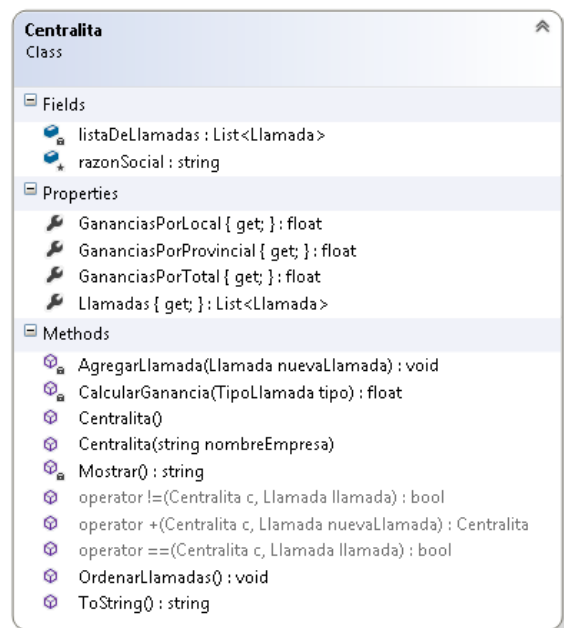 Centralita
Class
Fields
listaDeLlamadas : List<Llamada>
razonSocial : string
Properties
GananciasPorLocal { get; } : float
GananciasPorProvincial { get; } : float
GananciasPorTotal { get; } : float
Llamadas { get; } : List<Llamada>
Methods
AgregarLlamada(Llamada nuevaLlamada) : void
CalcularGanancia(TipoLlamada tipo) : float
Centralita()
Centralita(string nombreEmpresa)
Mostrar() : string
operator !=(Centralita c, Llamada llamada) : bool
operator +(Centralita c, Llamada nuevaLlamada) : Centralita
operator ==(Centralita c, Llamada llamada) : bool
OrdenarLlamadas() : void
ToString() : string